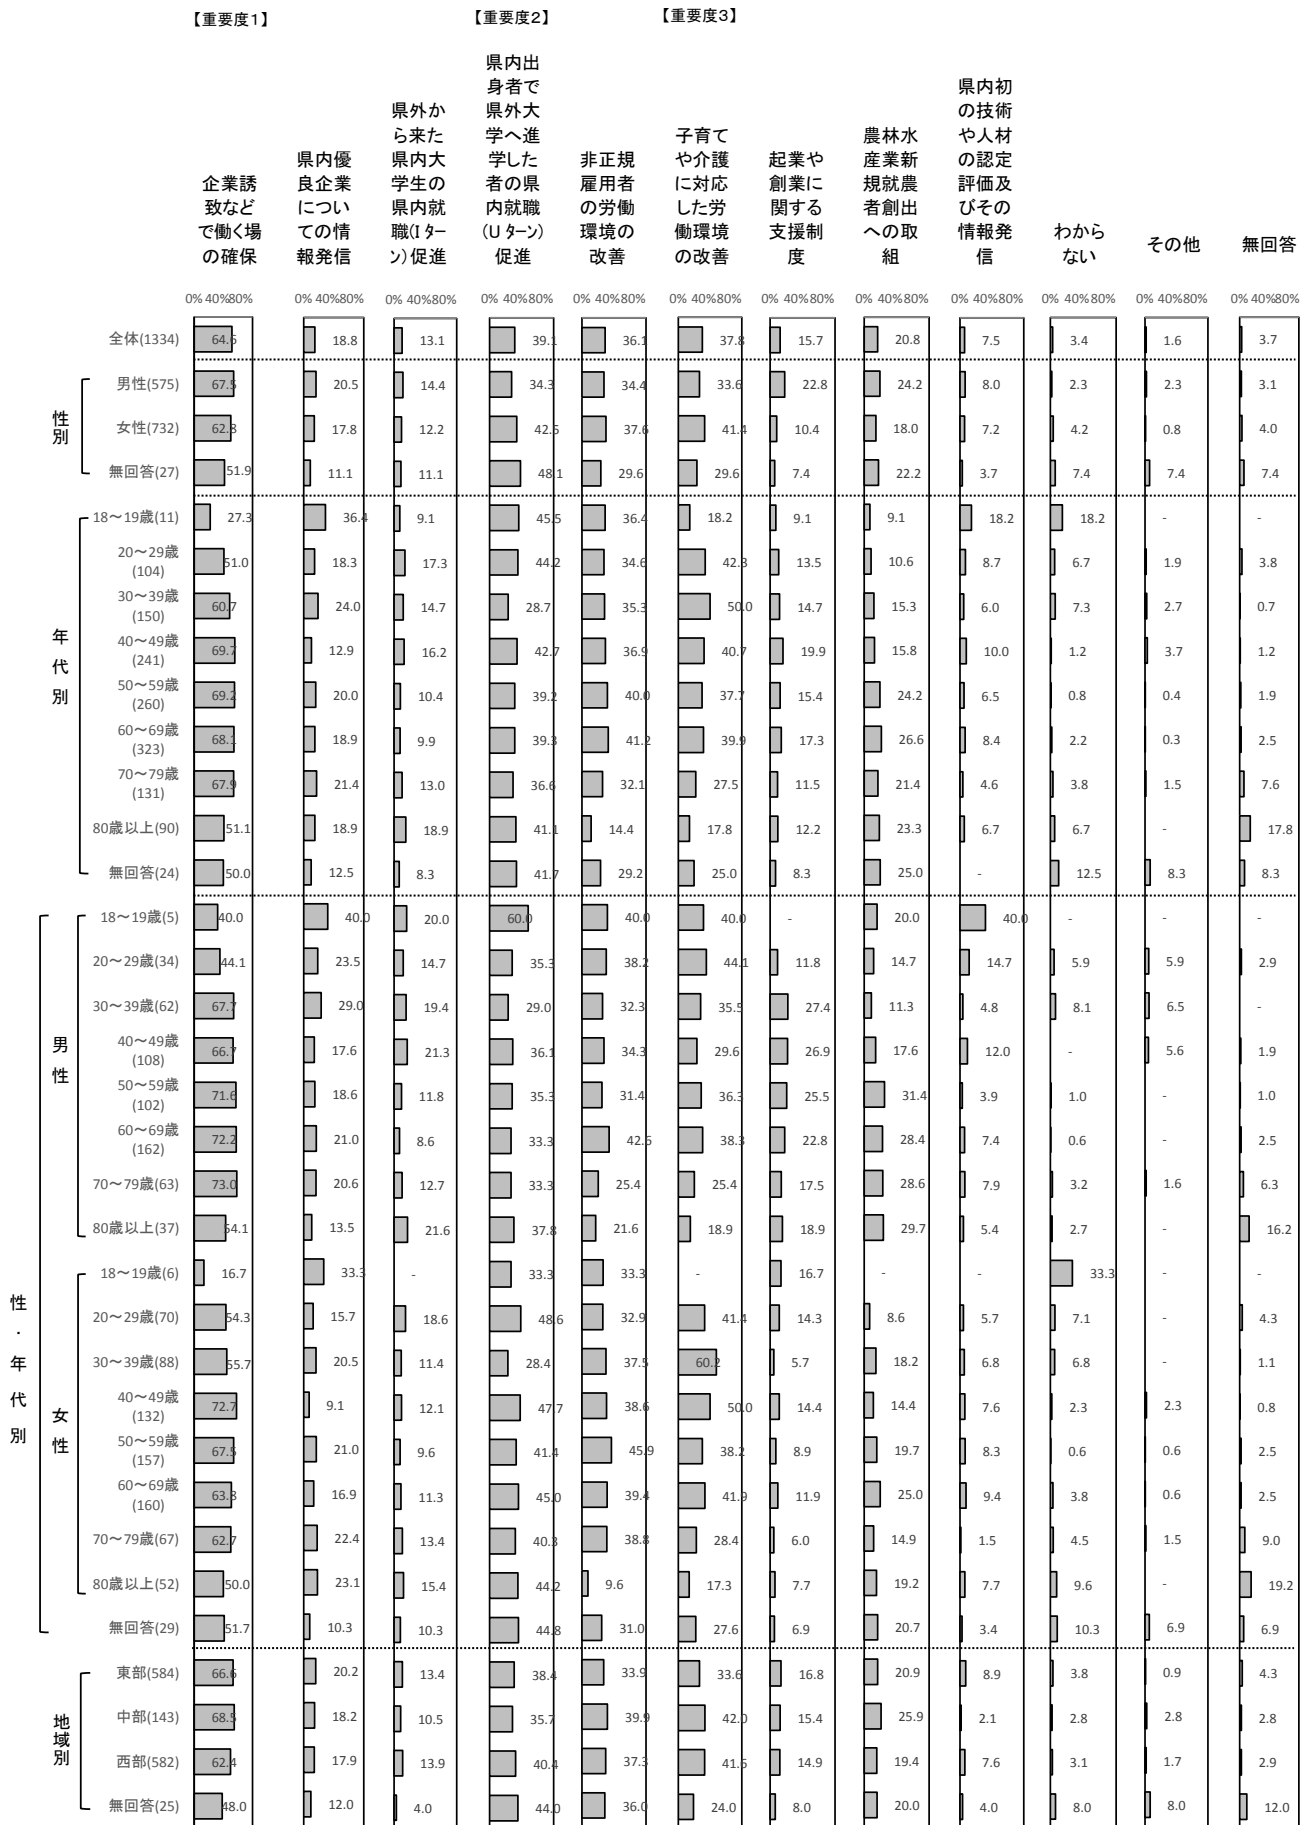 【重要度1】 【重要度2】 【重要度3】
企業誘
致など
で働く場
の確保
県内優
良企業
につい
ての情
報発信
県外か
ら来た
県内大
学生の
県内就
職(Iター
ン)促進
県内出
身者で
県外大
学へ進
学した
者の県
内就職
(Uターン)
促進
非正規
雇用者
の労働
環境の
改善
子育て
や介護
に対応
した労
働環境
の改善
起業や
創業に
関する
支援制
度
農林水
産業新
規就農
者創出
への取
組
県内初
の技術
や人材
の認定
評価及
びその
情報発
信
わから
ない
その他
無回答
0% 40%80% 0% 40%80% 0% 40%80% 0% 40%80% 0% 40%80% 0% 40%80% 0% 40%80% 0% 40%80% 0% 40%80% 0% 40%80% 0% 40%80% 0% 40%80%
全体(1334) 64.5 18.8 13.1 39.1 36.1 37.8 15.7 20.8 7.5 3.4 1.6 3.7
性別
男性(575) 67.5 20.5 14.4 34.3 34.4 33.6 22.8 24.2 8.0 2.3 2.3 3.1
女性(732) 62.8 17.8 12.2 42.5 37.6 41.4 10.4 18.0 7.2 4.2 0.8 4.0
無回答(27) 51.9 11.1 11.1 48.1 29.6 29.6 7.4 22.2 3.7 7.4 7.4 7.4
年代別
18～19歳(11) 27.3 36.4 9.1 45.5 36.4 18.2 9.1 9.1 18.2 18.2 - -
20～29歳
(104) 51.0 18.3 17.3 44.2 34.6 42.3 13.5 10.6 8.7 6.7 1.9 3.8
30～39歳
(150) 60.7 24.0 14.7 28.7 35.3 50.0 14.7 15.3 6.0 7.3 2.7 0.7
40～49歳
(241) 69.7 12.9 16.2 42.7 36.9 40.7 19.9 15.8 10.0 1.2 3.7 1.2
50～59歳
(260) 69.2 20.0 10.4 39.2 40.0 37.7 15.4 24.2 6.5 0.8 0.4 1.9
60～69歳
(323) 68.1 18.9 9.9 39.3 41.2 39.9 17.3 26.6 8.4 2.2 0.3 2.5
70～79歳
(131) 67.9 21.4 13.0 36.6 32.1 27.5 11.5 21.4 4.6 3.8 1.5 7.6
80歳以上(90) 51.1 18.9 18.9 41.1 14.4 17.8 12.2 23.3 6.7 6.7 - 17.8
無回答(24) 50.0 12.5 8.3 41.7 29.2 25.0 8.3 25.0 - 12.5 8.3 8.3
性・年代別
男性
18～19歳(5) 40.0 40.0 20.0 60.0 40.0 40.0 - 20.0 40.0 - - -
20～29歳(34) 44.1 23.5 14.7 35.3 38.2 44.1 11.8 14.7 14.7 5.9 5.9 2.9
30～39歳(62) 67.7 29.0 19.4 29.0 32.3 35.5 27.4 11.3 4.8 8.1 6.5 -
40～49歳
(108) 66.7 17.6 21.3 36.1 34.3 29.6 26.9 17.6 12.0 - 5.6 1.9
50～59歳
(102) 71.6 18.6 11.8 35.3 31.4 36.3 25.5 31.4 3.9 1.0 - 1.0
60～69歳
(162) 72.2 21.0 8.6 33.3 42.6 38.3 22.8 28.4 7.4 0.6 - 2.5
70～79歳(63) 73.0 20.6 12.7 33.3 25.4 25.4 17.5 28.6 7.9 3.2 1.6 6.3
80歳以上(37) 54.1 13.5 21.6 37.8 21.6 18.9 18.9 29.7 5.4 2.7 - 16.2
女性
18～19歳(6) 16.7 33.3 - 33.3 33.3 - 16.7 - - 33.3 - -
20～29歳(70) 54.3 15.7 18.6 48.6 32.9 41.4 14.3 8.6 5.7 7.1 - 4.3
30～39歳(88) 55.7 20.5 11.4 28.4 37.5 60.2 5.7 18.2 6.8 6.8 - 1.1
40～49歳
(132) 72.7 9.1 12.1 47.7 38.6 50.0 14.4 14.4 7.6 2.3 2.3 0.8
50～59歳
(157) 67.5 21.0 9.6 41.4 45.9 38.2 8.9 19.7 8.3 0.6 0.6 2.5
60～69歳
(160) 63.8 16.9 11.3 45.0 39.4 41.9 11.9 25.0 9.4 3.8 0.6 2.5
70～79歳(67) 62.7 22.4 13.4 40.3 38.8 28.4 6.0 14.9 1.5 4.5 1.5 9.0
80歳以上(52) 50.0 23.1 15.4 44.2 9.6 17.3 7.7 19.2 7.7 9.6 - 19.2
無回答(29) 51.7 10.3 10.3 44.8 31.0 27.6 6.9 20.7 3.4 10.3 6.9 6.9
地域別
東部(584) 66.6 20.2 13.4 38.4 33.9 33.6 16.8 20.9 8.9 3.8 0.9 4.3
中部(143) 68.5 18.2 10.5 35.7 39.9 42.0 15.4 25.9 2.1 2.8 2.8 2.8
西部(582) 62.4 17.9 13.9 40.4 37.3 41.6 14.9 19.4 7.6 3.1 1.7 2.9
無回答(25) 48.0 12.0 4.0 44.0 36.0 24.0 8.0 20.0 4.0 8.0 8.0 12.0